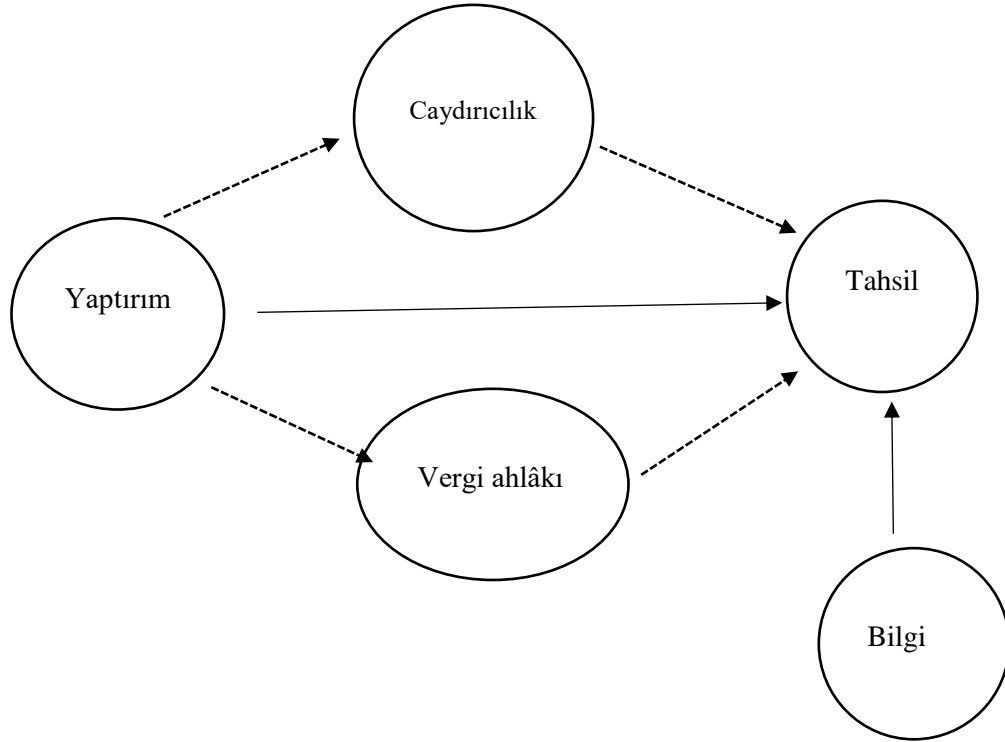 Caydırıcılık
Yaptırım
Tahsil
Vergi ahlâkı
Bilgi